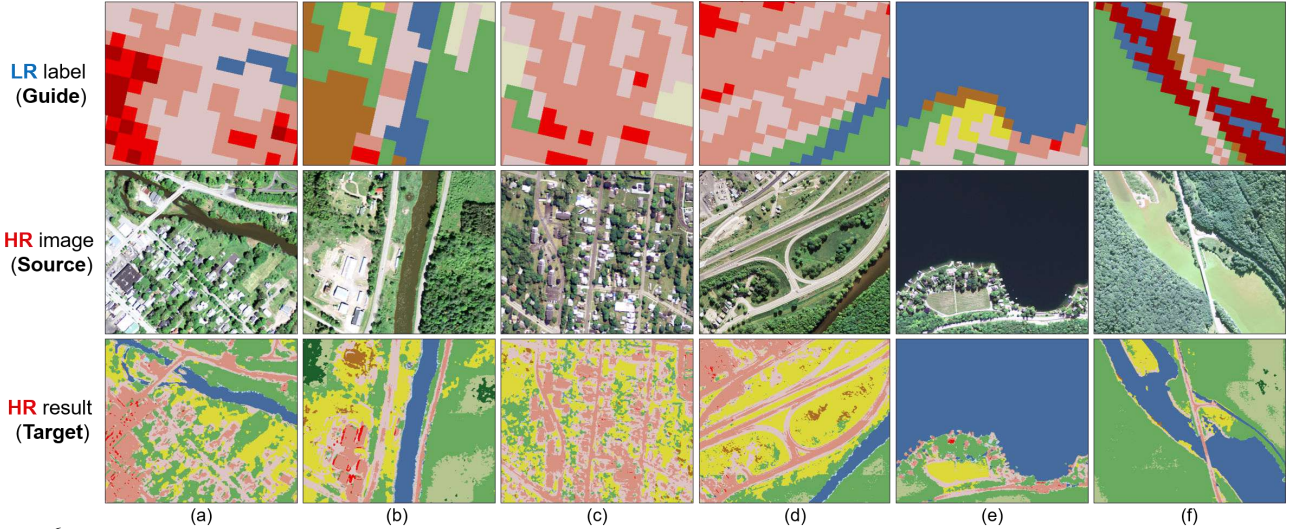 LR label
(Guide)
HR image
(Source)
HR result
(Target)
(a) (b) (c) (d) (e) (f)